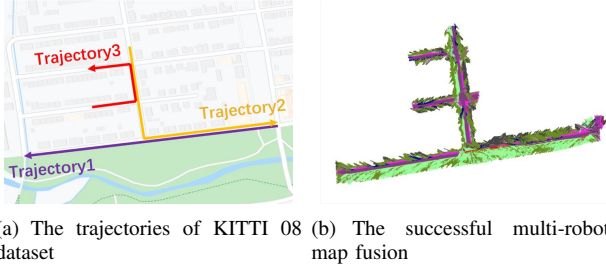 Trajectory3
Trajectory2
Trajectory1
(a) The trajectories of KITTI 08
dataset
(b) The successful multi-robot
map fusion